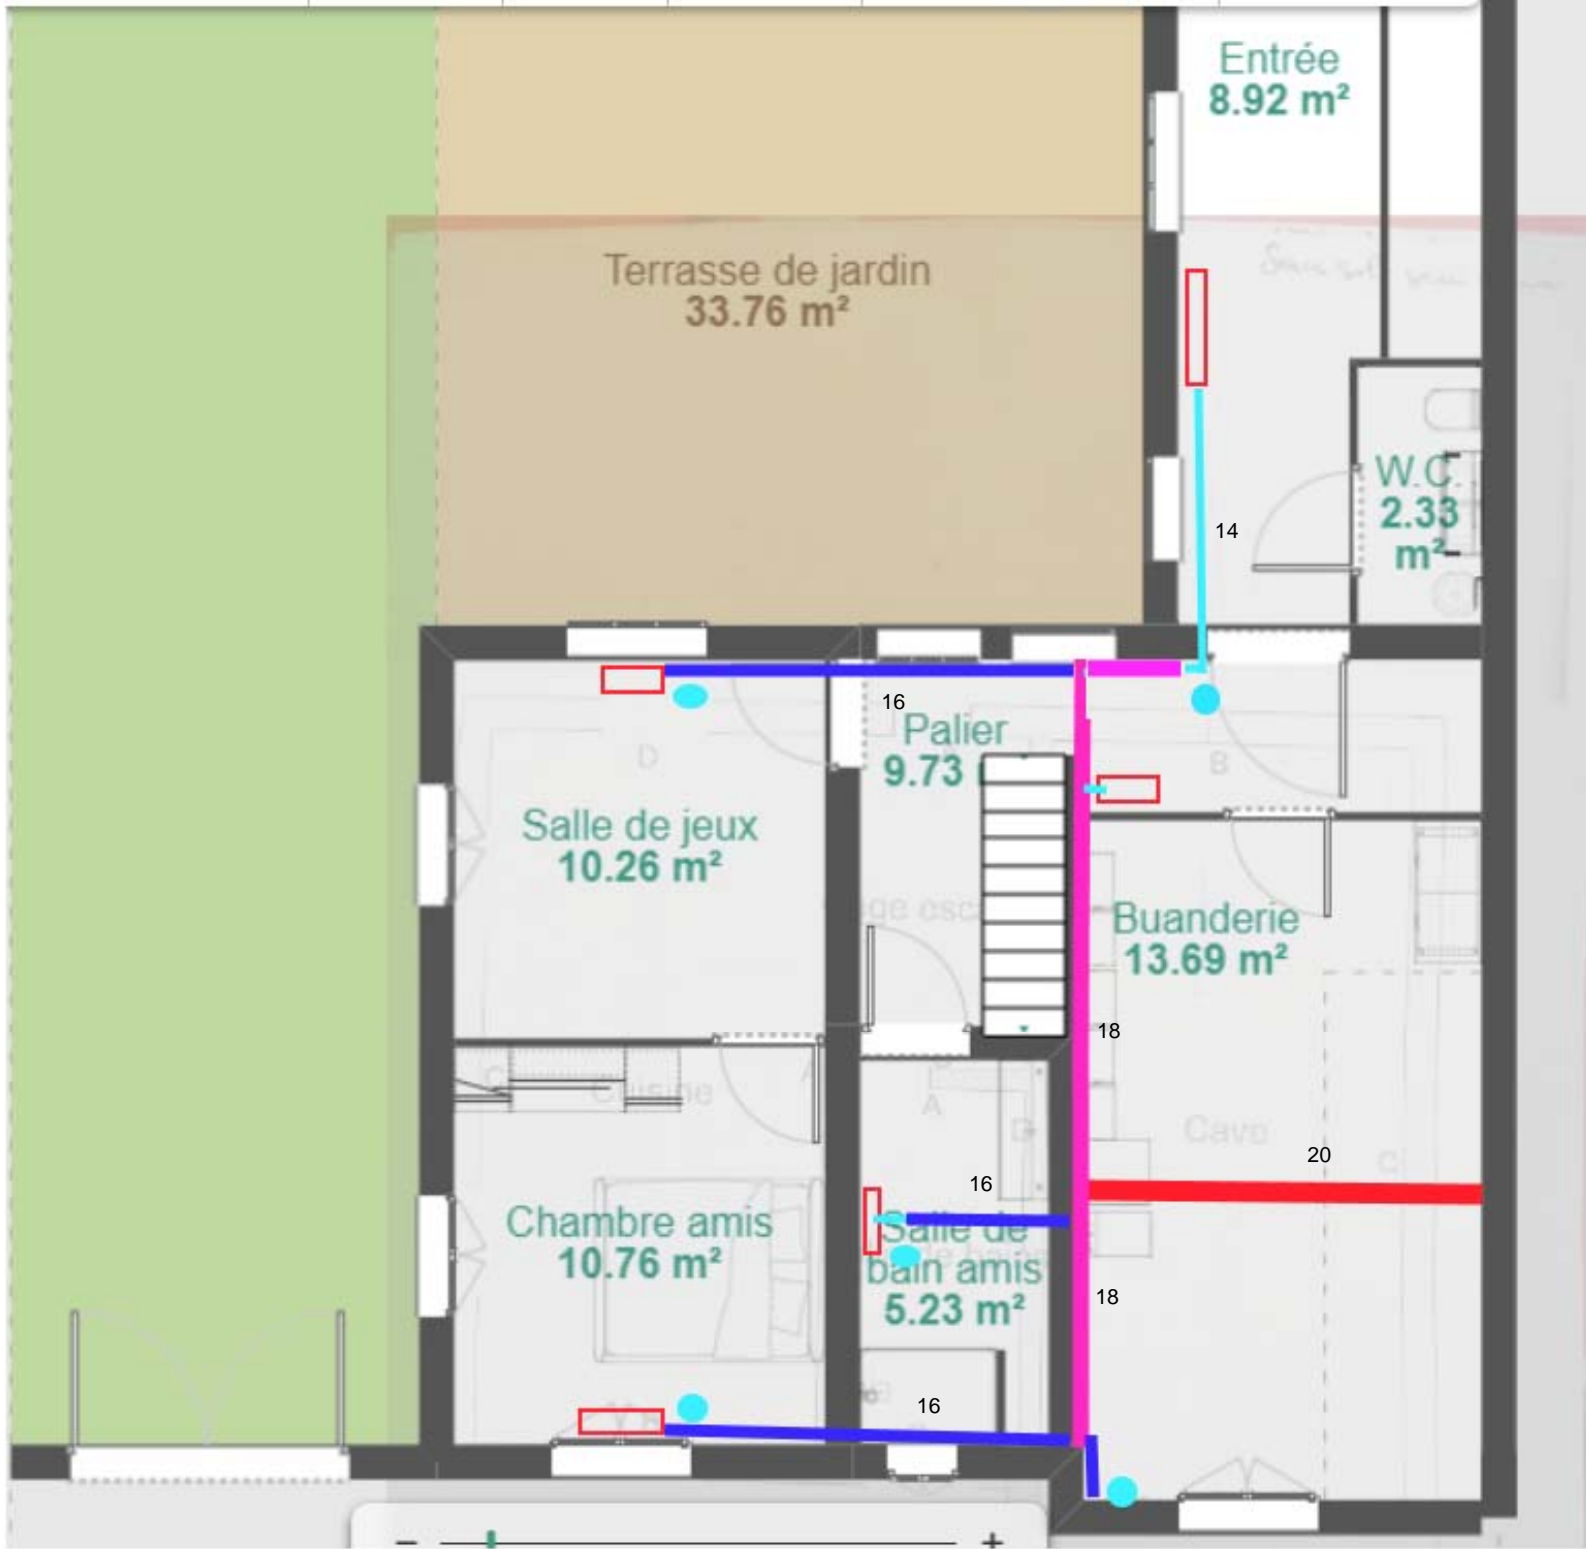 Entrée
8.92 m²
Terrasse de jardin
33.76 m²
W.C.
2.33
m²
14
16
Palier
9.73
D
B
Salle de jeux
10.26 m²
Buanderie
13.69 m²
18
Cuisine
A
Cave
C
20
16
Chambre amis
10.76 m²
Salle de
bain amis
5.23 m²
18
16
− +